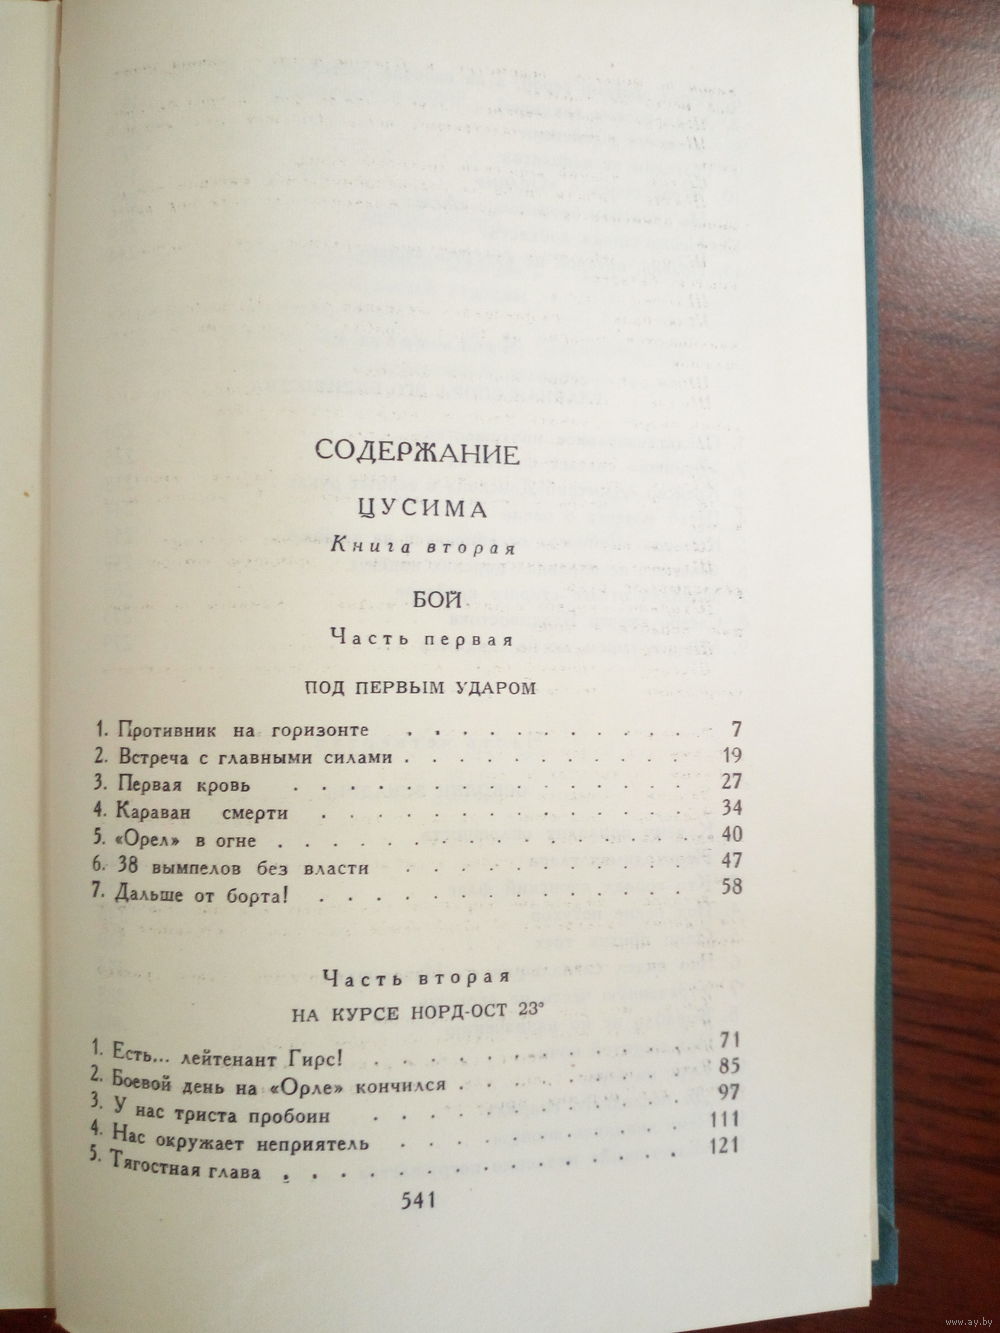 СОДЕРЖАНИЕ
ЦУСИМА
Книга вторая
БОЙ
Часть первая
ПОД ПЕРВЫМ УДАРОМ
1. Противник на горизонте . . . . . . . . . . . 7
2. Встреча с главными силами . . . . . . . . . . . 19
3. Первая кровь . . . . . . . . . . . . . . 27
4. Караван смерти . . . . . . . . . . . . . 34
5. «Орел» в огне . . . . . . . . . . . . . . . 40
6. 38 вымпелов без власти . . . . . . . . . . . 47
7. Дальше от борта! . . . . . . . . . . . . . 58
Часть вторая
НА КУРСЕ НОРД-ОСТ 23°
1. Есть... лейтенант Гирс! . . . . . . . . . . . . 71
2. Боевой день на «Орле» кончился . . . . . . . . . 85
3. У нас триста пробоин . . . . . . . . . . . . 97
4. Нас окружает неприятель . . . . . . . . . . . 111
5. Тягостная глава . . . . . . . . . . . . . . . 121
541
www.ay.by